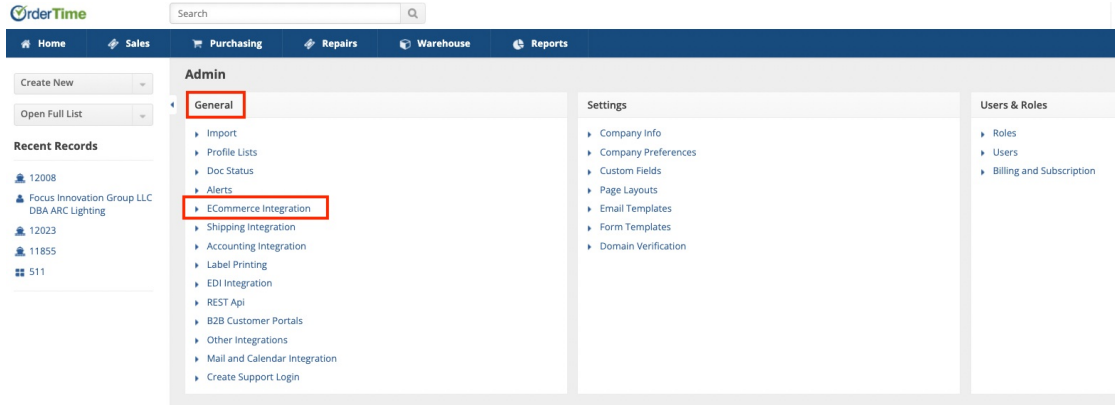 OrderTime
Search
Home
Sales
Purchasing
Repairs
Warehouse
Reports
Create New
Open Full List
Recent Records
12008
Focus Innovation Group LLC
DBA ARC Lighting
12023
11855
511
Admin
General
Import
Profile Lists
Doc Status
Alerts
ECommerce Integration
Shipping Integration
Accounting Integration
Label Printing
EDI Integration
REST Api
B2B Customer Portals
Other Integrations
Mail and Calendar Integration
Create Support Login
Settings
Company Info
Company Preferences
Custom Fields
Page Layouts
Email Templates
Form Templates
Domain Verification
Users & Roles
Roles
Users
Billing and Subscription